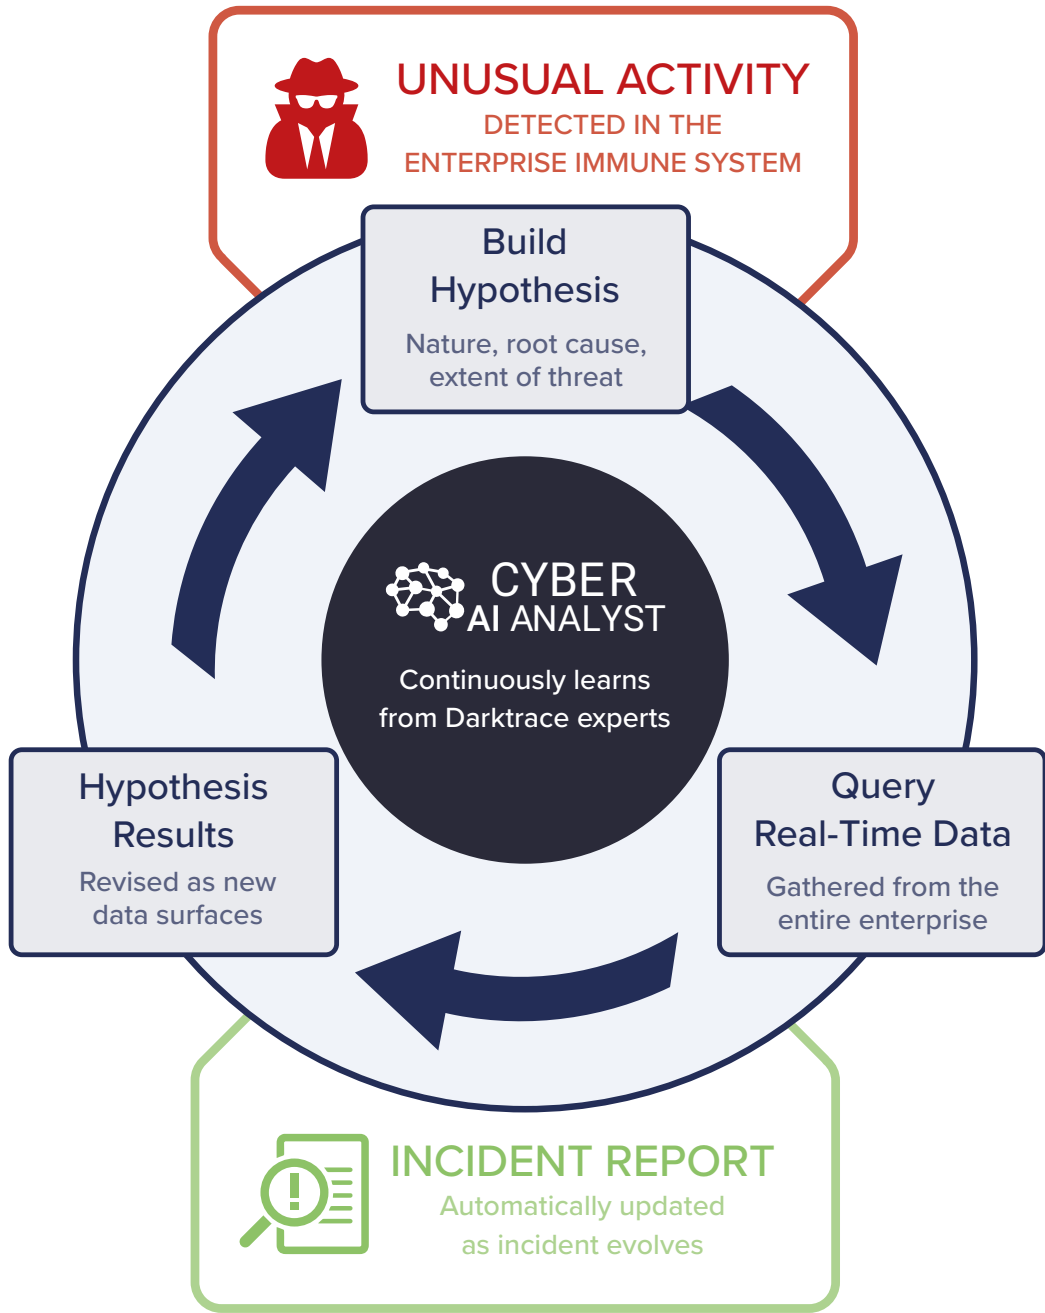 UNUSUAL ACTIVITY
DETECTED IN THE
ENTERPRISE IMMUNE SYSTEM
Build
Hypothesis
Nature, root cause,
extent of threat
CYBER
AI ANALYST
Continuously learns
from Darktrace experts
Hypothesis
Results
Revised as new
data surfaces
Query
Real-Time Data
Gathered from the
entire enterprise
INCIDENT REPORT
Automatically updated
as incident evolves